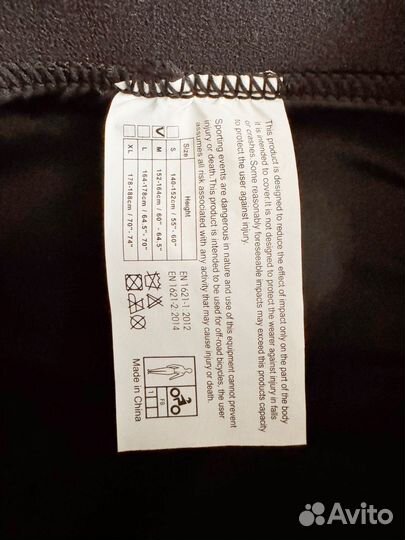 This product is designed to reduce the effect of impact only on the part of the body
it is intended to cover.It is not designed to protect the wearer against injury in falls
or crashes. Some reasonably foreseeable impacts may exceed this products capacity
to protect the user against injury.
Sporting events are dangerous in nature and use of this equipment cannot prevent
injury or death.This product is intended to be used for off-road bicycles, the user
assumes all risk associated with any activity that may cause injury or death.
Size Height
S 140-152cm / 55"- 60"
M 152-164cm / 60" - 64.5"
L 164-178cm / 64.5"- 70"
XL 178-188cm / 70"- 74"
EN 1621-1: 2012
EN 1621-2: 2014
FB
1
Made in
China
Avito